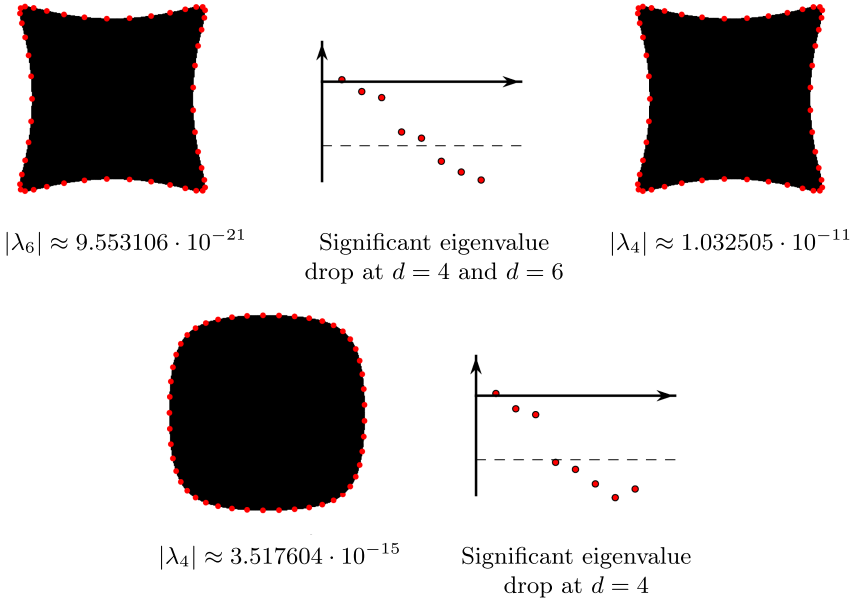 |λ₆| ≈ 9.553106 · 10⁻²¹
Significant eigenvalue
drop at d = 4 and d = 6
|λ₄| ≈ 1.032505 · 10⁻¹¹
|λ₄| ≈ 3.517604 · 10⁻¹⁵
Significant eigenvalue
drop at d = 4